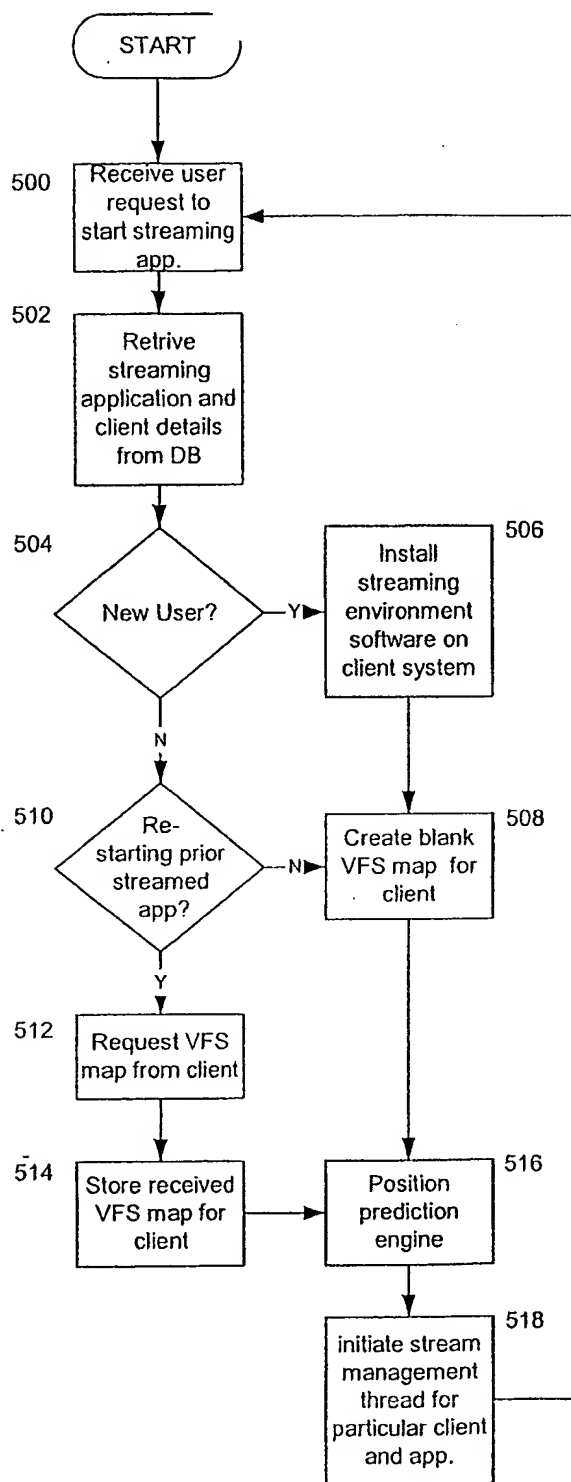 START
500
Receive user
request to
start streaming
app.
502
Retrive
streaming
application and
client details
from DB
504
New User?
Y
506
Install
streaming
environment
software on
client system
N
510
Re-
starting prior
streamed
app?
N
508
Create blank
VFS map for
client
Y
512
Request VFS
map from client
514
Store received
VFS map for
client
516
Position
prediction
engine
518
initiate stream
management
thread for
particular client
and app.